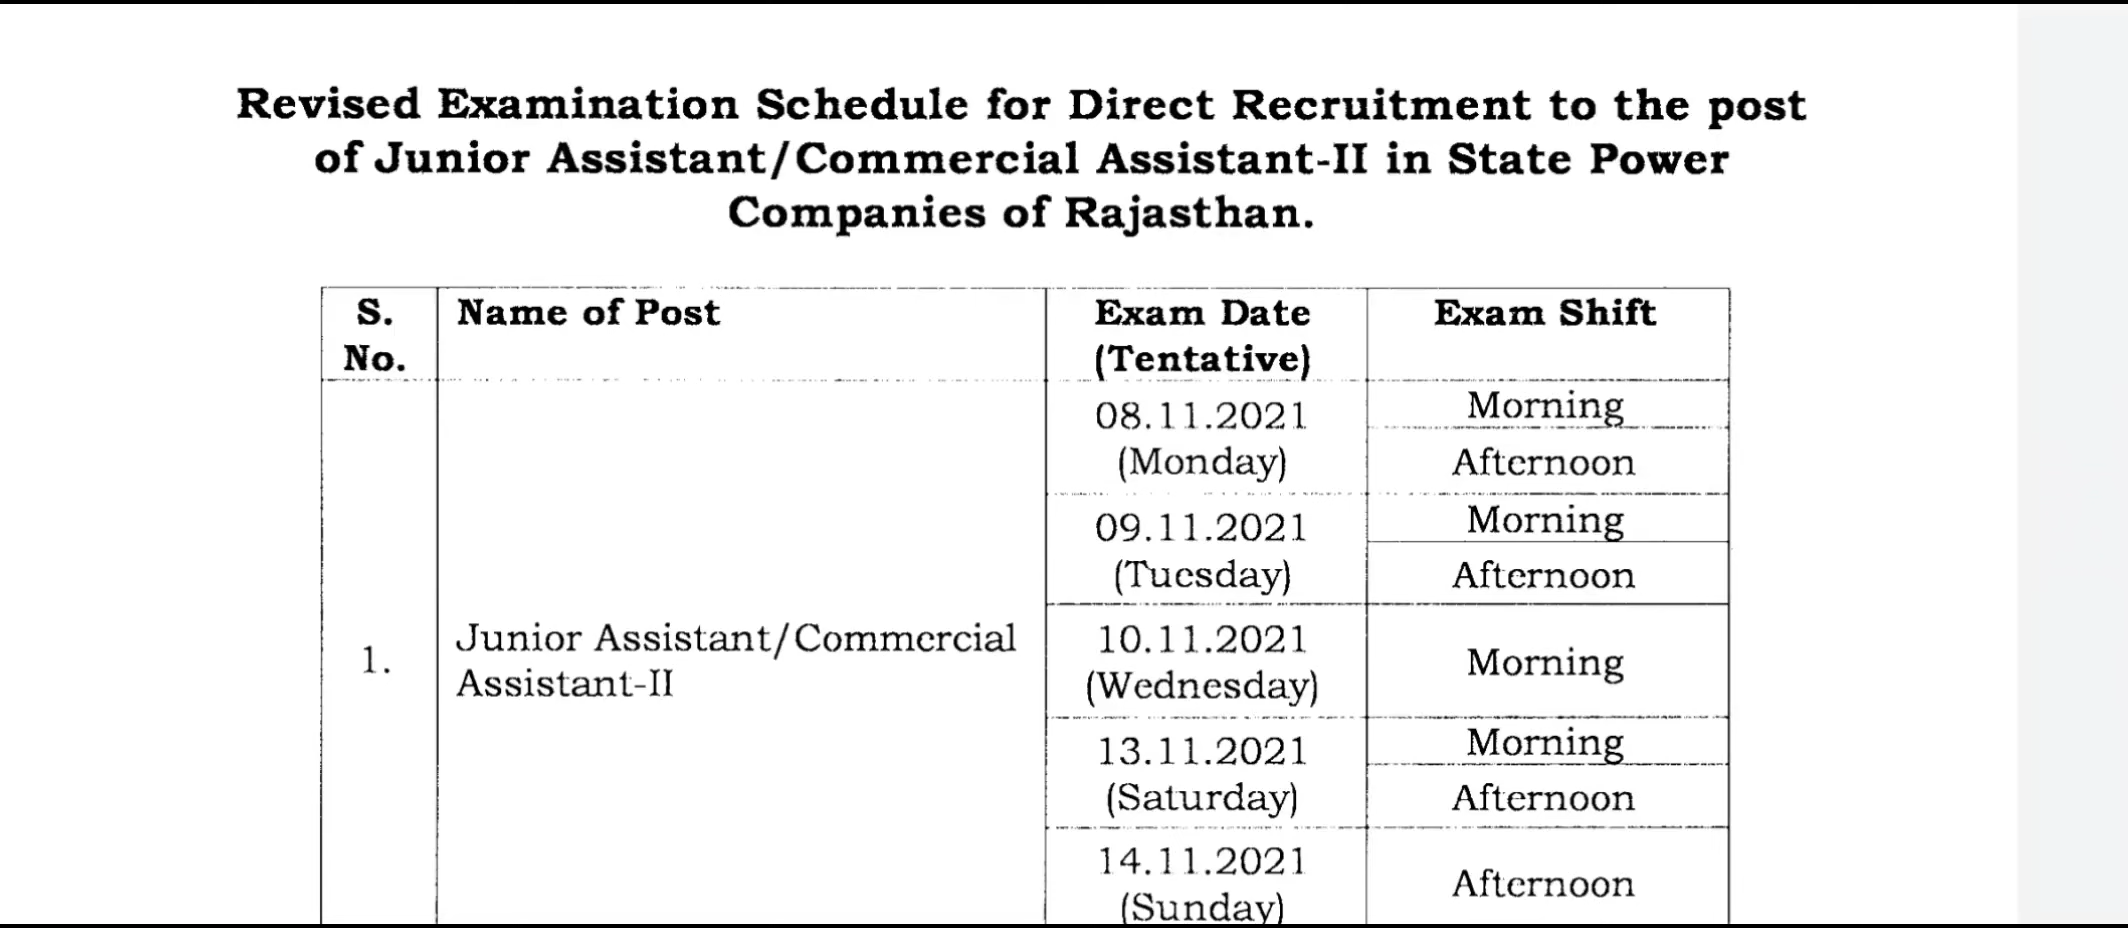 Revised Examination Schedule for Direct Recruitment to the post
of Junior Assistant/Commercial Assistant-II in State Power
Companies of Rajasthan.
S. No.
Name of Post
Exam Date
(Tentative)
Exam Shift
1.
Junior Assistant/Commercial
Assistant-II
08.11.2021
(Monday)
Morning
Afternoon
09.11.2021
(Tuesday)
Morning
Afternoon
10.11.2021
(Wednesday)
Morning
13.11.2021
(Saturday)
Morning
Afternoon
14.11.2021
(Sunday)
Afternoon